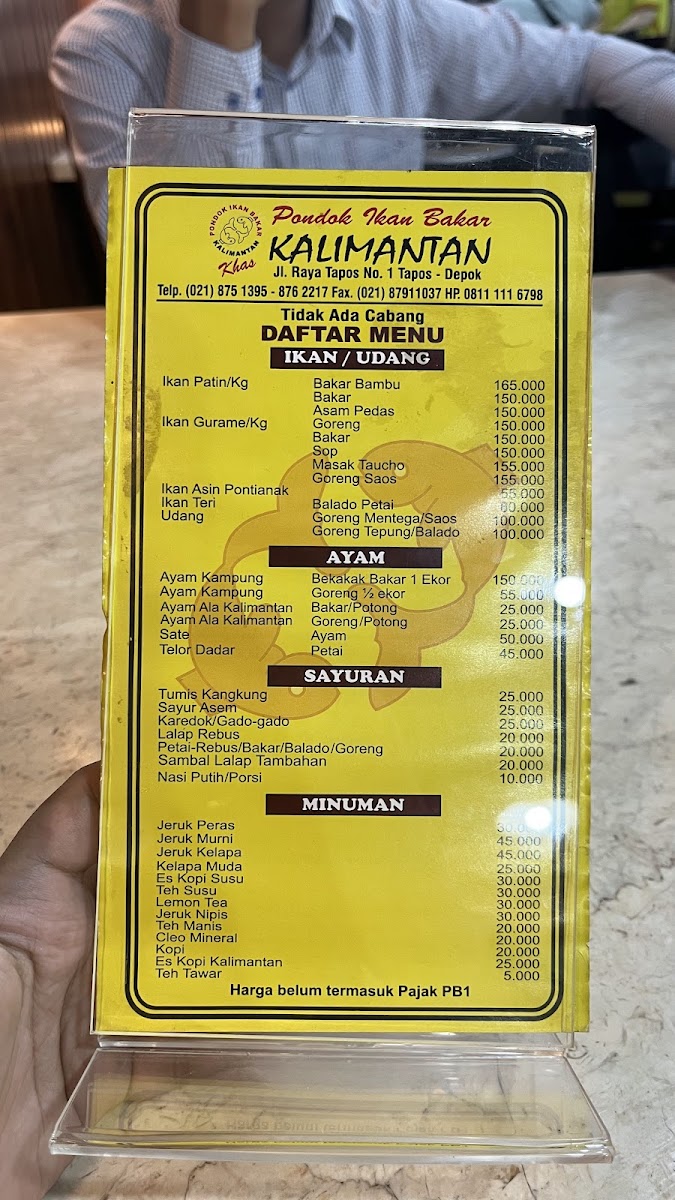 PONDOK IKAN BAKAR
KALIMANTAN
Khas
Pondok Ikan Bakar
KALIMANTAN
Jl. Raya Tapos No. 1 Tapos - Depok
Telp. (021) 875 1395 - 876 2217 Fax. (021) 87911037 HP. 0811 111 6798
Tidak Ada Cabang
DAFTAR MENU
IKAN / UDANG
Ikan Patin/Kg Bakar Bambu 165.000
Bakar 150.000
Asam Pedas 150.000
Ikan Gurame/Kg Goreng 150.000
Bakar 150.000
Sop 150.000
Masak Taucho 155.000
Goreng Saos 155.000
Ikan Asin Pontianak 55.000
Ikan Teri Balado Petai
Udang Goreng Mentega/Saos 100.000
Goreng Tepung/Balado 100.000
AYAM
Ayam Kampung Bekakak Bakar 1 Ekor 150.000
Ayam Kampung Goreng ½ ekor 55.000
Ayam Ala Kalimantan Bakar/Potong 25.000
Ayam Ala Kalimantan Goreng/Potong 25.000
Sate Ayam 50.000
Telor Dadar Petai 45.000
SAYURAN
Tumis Kangkung 25.000
Sayur Asem 25.000
Karedok/Gado-gado 25.000
Lalap Rebus 20.000
Petai-Rebus/Bakar/Balado/Goreng 20.000
Sambal Lalap Tambahan 20.000
Nasi Putih/Porsi 10.000
MINUMAN
Jeruk Peras 30.000
Jeruk Murni 45.000
Jeruk Kelapa 45.000
Kelapa Muda 25.000
Es Kopi Susu 30.000
Teh Susu 30.000
Lemon Tea 30.000
Jeruk Nipis 30.000
Teh Manis 20.000
Cleo Mineral 20.000
Kopi 20.000
Es Kopi Kalimantan 25.000
Teh Tawar 5.000
Harga belum termasuk Pajak PB1